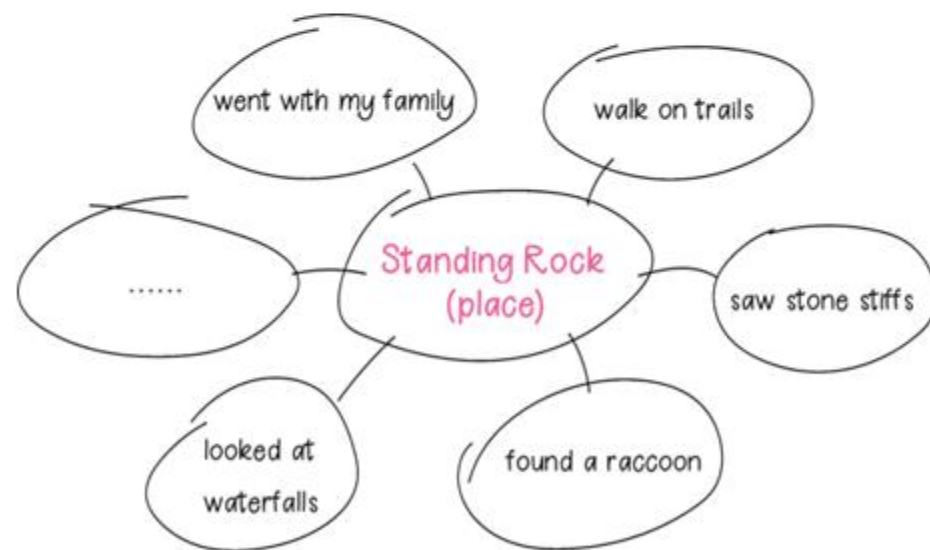 went with my family
walk on trails
Standing Rock
(place)
......
saw stone stiffs
looked at
waterfalls
found a raccoon